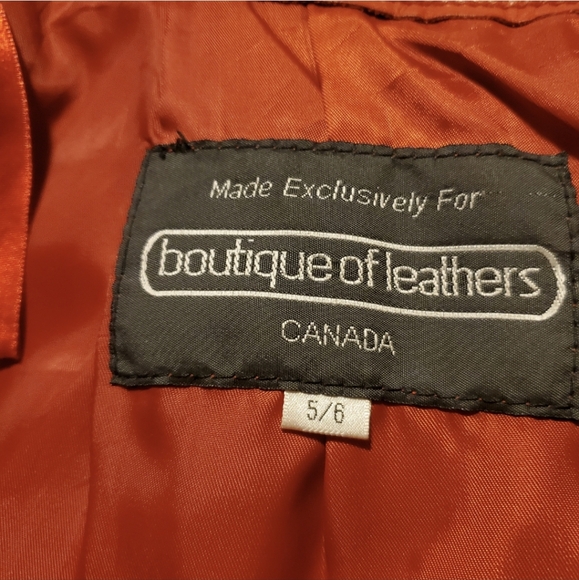 Made Exclusively For
boutique of leathers
CANADA
5/6